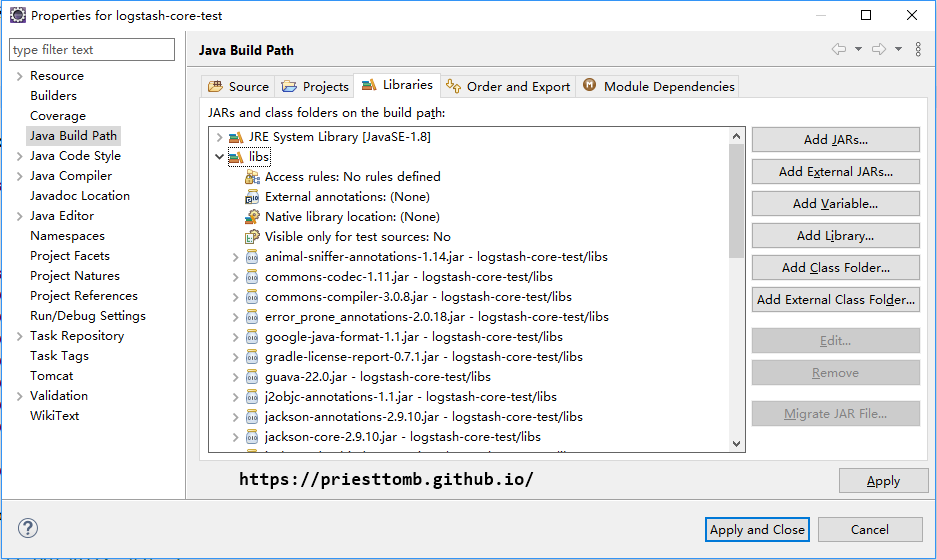 Properties for logstash-core-test
type filter text
Resource
Builders
Coverage
Java Build Path
Java Code Style
Java Compiler
Javadoc Location
Java Editor
Namespaces
Project Facets
Project Natures
Project References
Run/Debug Settings
Task Repository
Task Tags
Tomcat
Validation
WikiText
Java Build Path
Source
Projects
Libraries
Order and Export
Module Dependencies
JARs and class folders on the build path:
JRE System Library [JavaSE-1.8]
libs
Access rules: No rules defined
External annotations: (None)
Native library location: (None)
Visible only for test sources: No
animal-sniffer-annotations-1.14.jar - logstash-core-test/libs
commons-codec-1.11.jar - logstash-core-test/libs
commons-compiler-3.0.8.jar - logstash-core-test/libs
error_prone_annotations-2.0.18.jar - logstash-core-test/libs
google-java-format-1.1.jar - logstash-core-test/libs
gradle-license-report-0.7.1.jar - logstash-core-test/libs
guava-22.0.jar - logstash-core-test/libs
j2objc-annotations-1.1.jar - logstash-core-test/libs
jackson-annotations-2.9.10.jar - logstash-core-test/libs
jackson-core-2.9.10.jar - logstash-core-test/libs
Add JARs...
Add External JARs...
Add Variable...
Add Library...
Add Class Folder...
Add External Class Folder...
Edit...
Remove
Migrate JAR File...
https://priesttomb.github.io/
Apply
Apply and Close
Cancel